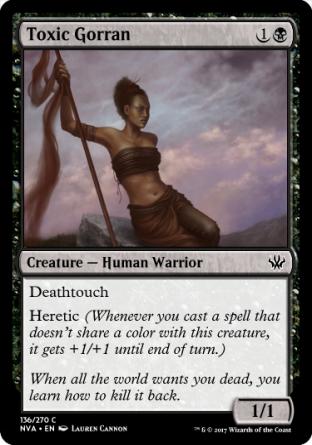 Toxic Gorran 1
Creature — Human Warrior
Deathtouch
Heretic (Whenever you cast a spell that
doesn't share a color with this creature,
it gets +1/+1 until end of turn.)
When all the world wants you dead, you
learn how to kill it back.
1/1
136/270 C
NVA • EN LAUREN CANNON ™ & © 2017 Wizards of the Coast